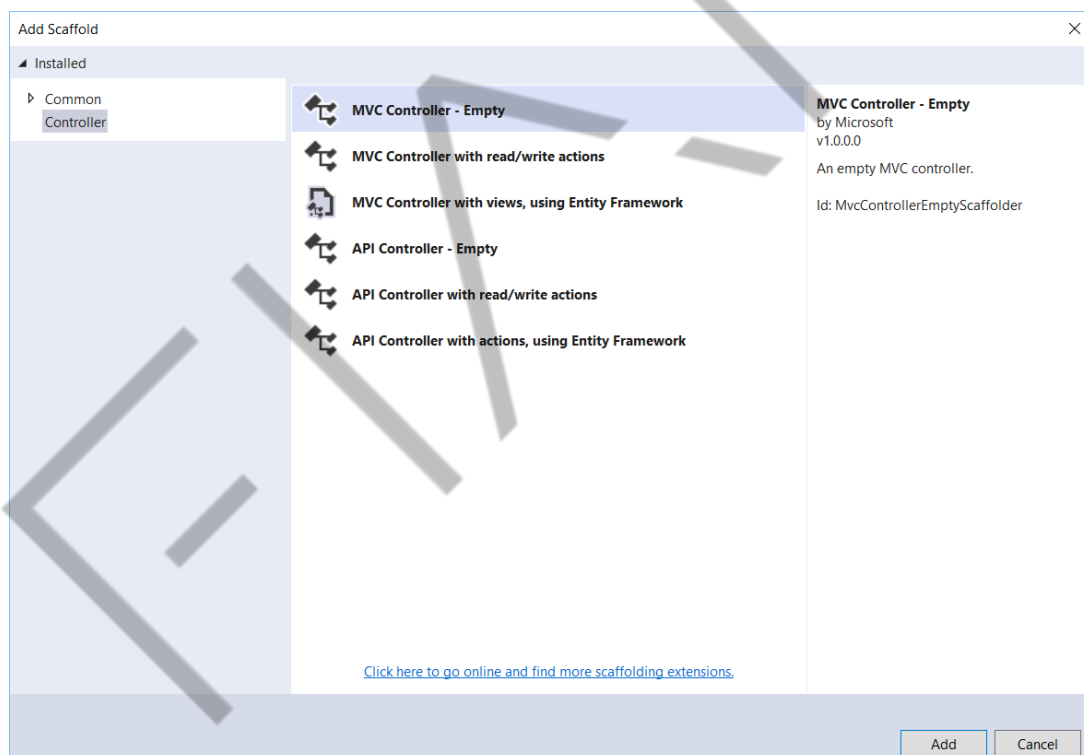 Add Scaffold
Installed
Common
Controller
MVC Controller - Empty
MVC Controller with read/write actions
MVC Controller with views, using Entity Framework
API Controller - Empty
API Controller with read/write actions
API Controller with actions, using Entity Framework
Click here to go online and find more scaffolding extensions.
MVC Controller - Empty
by Microsoft
v1.0.0.0
An empty MVC controller.
Id: MvcControllerEmptyScaffolder
Add
Cancel